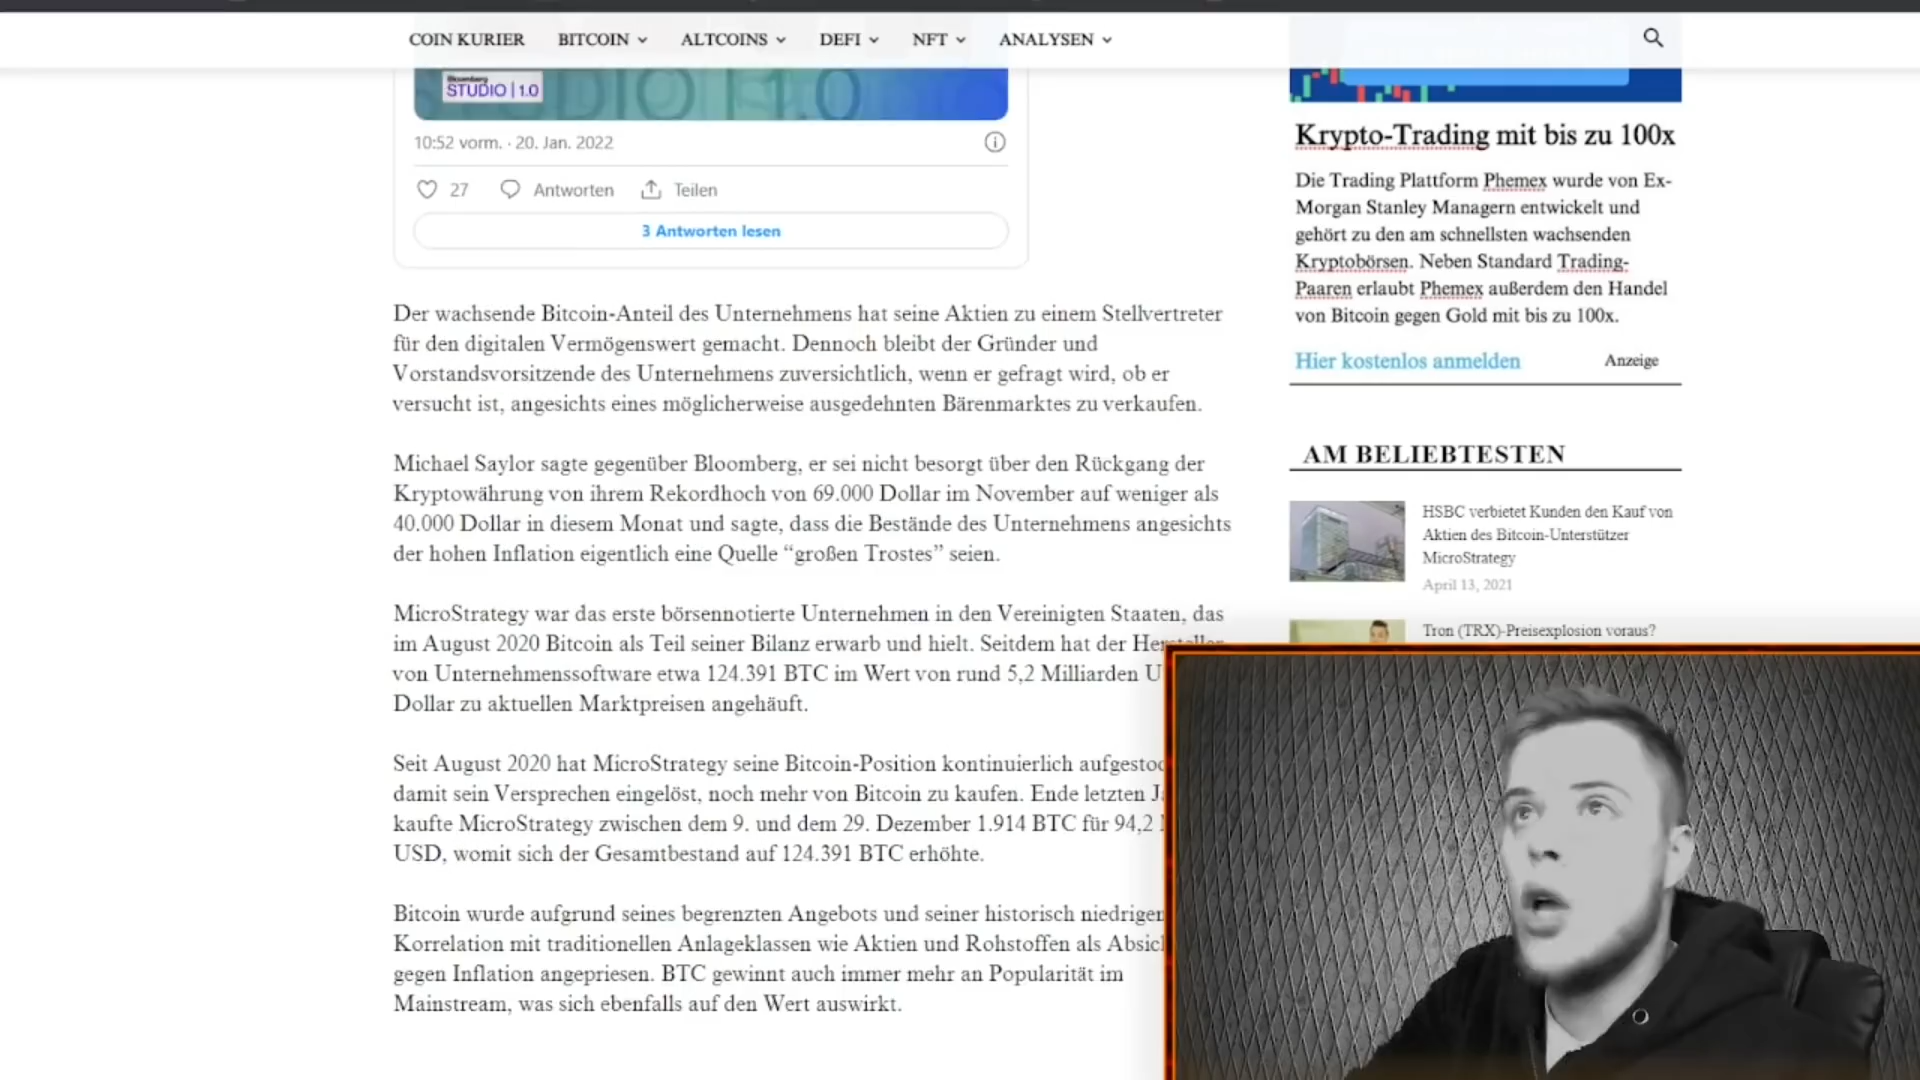 COIN KURIER BITCOIN ALTCOINS DEFI NFT ANALYSEN
Bloomberg
STUDIO | 1.0
10:52 vorm. · 20. Jan. 2022
27 Antworten Teilen
3 Antworten lesen
Der wachsende Bitcoin-Anteil des Unternehmens hat seine Aktien zu einem Stellvertreter
für den digitalen Vermögenswert gemacht. Dennoch bleibt der Gründer und
Vorstandsvorsitzende des Unternehmens zuversichtlich, wenn er gefragt wird, ob er
versucht ist, angesichts eines möglicherweise ausgedehnten Bärenmarktes zu verkaufen.
Michael Saylor sagte gegenüber Bloomberg, er sei nicht besorgt über den Rückgang der
Kryptowährung von ihrem Rekordhoch von 69.000 Dollar im November auf weniger als
40.000 Dollar in diesem Monat und sagte, dass die Bestände des Unternehmens angesichts
der hohen Inflation eigentlich eine Quelle “großen Trostes” seien.
MicroStrategy war das erste börsennotierte Unternehmen in den Vereinigten Staaten, das
im August 2020 Bitcoin als Teil seiner Bilanz erwarb und hielt. Seitdem hat der Hersteller
von Unternehmenssoftware etwa 124.391 BTC im Wert von rund 5,2 Milliarden U
Dollar zu aktuellen Marktpreisen angehäuft.
Seit August 2020 hat MicroStrategy seine Bitcoin-Position kontinuierlich aufgestoc
damit sein Versprechen eingelöst, noch mehr von Bitcoin zu kaufen. Ende letzten J
kaufte MicroStrategy zwischen dem 9. und dem 29. Dezember 1.914 BTC für 94,2
USD, womit sich der Gesamtbestand auf 124.391 BTC erhöhte.
Bitcoin wurde aufgrund seines begrenzten Angebots und seiner historisch niedrigen
Korrelation mit traditionellen Anlageklassen wie Aktien und Rohstoffen als Absic
gegen Inflation angepriesen. BTC gewinnt auch immer mehr an Popularität im
Mainstream, was sich ebenfalls auf den Wert auswirkt.
Krypto-Trading mit bis zu 100x
Die Trading Plattform Phemex wurde von Ex-
Morgan Stanley Managern entwickelt und
gehört zu den am schnellsten wachsenden
Kryptobörsen. Neben Standard Trading-
Paaren erlaubt Phemex außerdem den Handel
von Bitcoin gegen Gold mit bis zu 100x.
Hier kostenlos anmelden Anzeige
AM BELIEBTESTEN
HSBC verbietet Kunden den Kauf von
Aktien des Bitcoin-Unterstützer
MicroStrategy
April 13, 2021
Tron (TRX)-Preisexplosion voraus?